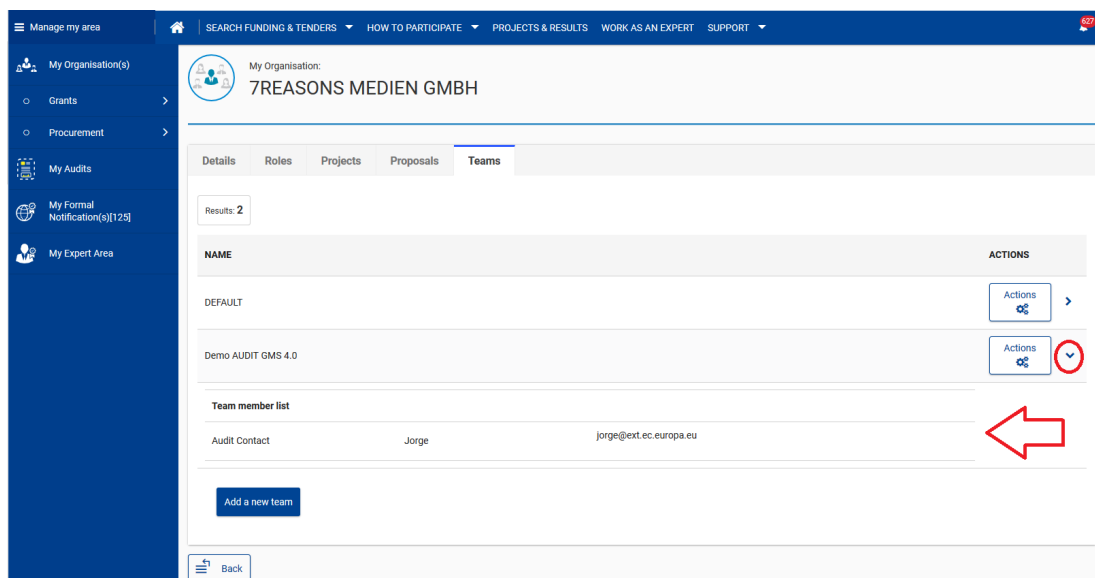 Manage my area
SEARCH FUNDING & TENDERS HOW TO PARTICIPATE PROJECTS & RESULTS WORK AS AN EXPERT SUPPORT
627
My Organisation(s)
Grants
Procurement
My Audits
My Formal
Notification(s)[125]
My Expert Area
My Organisation:
7REASONS MEDIEN GMBH
Details Roles Projects Proposals Teams
Results: 2
NAME ACTIONS
DEFAULT Actions
Demo AUDIT GMS 4.0 Actions
Team member list
Audit Contact Jorge jorge@ext.ec.europa.eu
Add a new team
Back